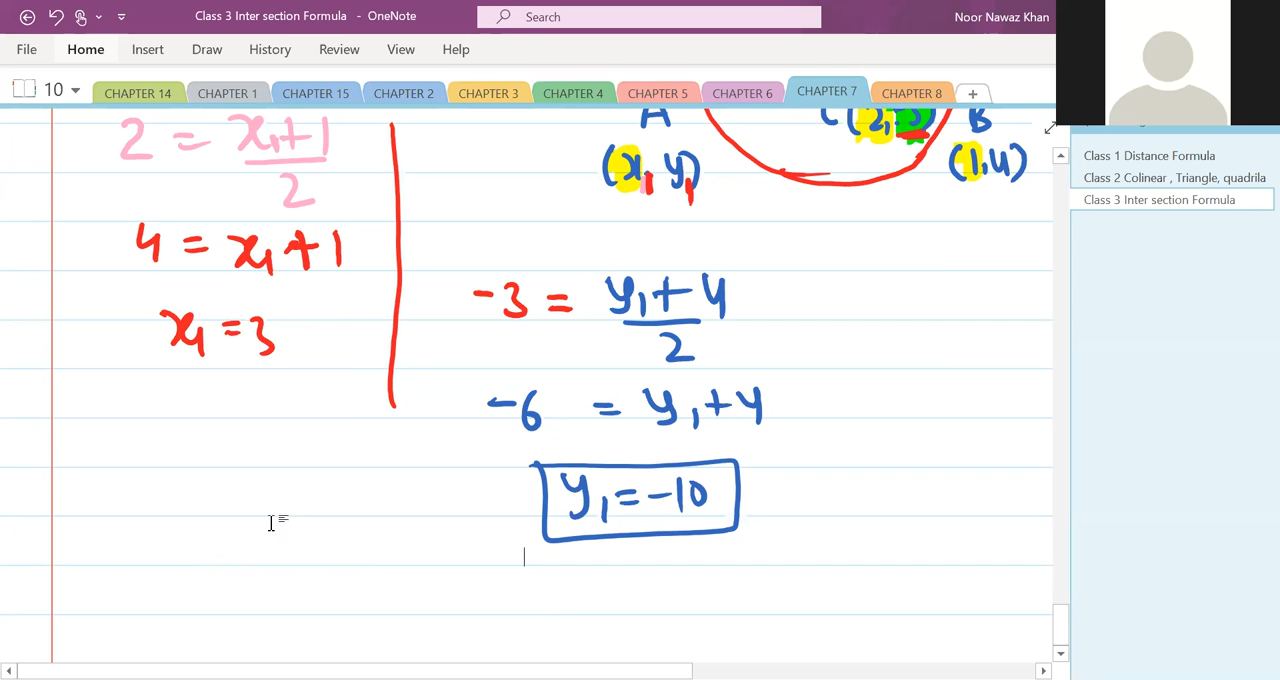 Class 3 Inter section Formula - OneNote
Search
Noor Nawaz Khan
File Home Insert Draw History Review View Help
10 CHAPTER 14 CHAPTER 1 CHAPTER 15 CHAPTER 2 CHAPTER 3 CHAPTER 4 CHAPTER 5 CHAPTER 6 CHAPTER 7 CHAPTER 8 +
Class 1 Distance Formula
Class 2 Colinear , Triangle, quadrila
Class 3 Inter section Formula
2 = x₁+1
2
4 = x₁+1
x₁ = 3
A
C(2,-3)
B
(x₁, y₁)
(1,4)
-3 = y₁+4
2
-6 = y₁+4
y₁ = -10